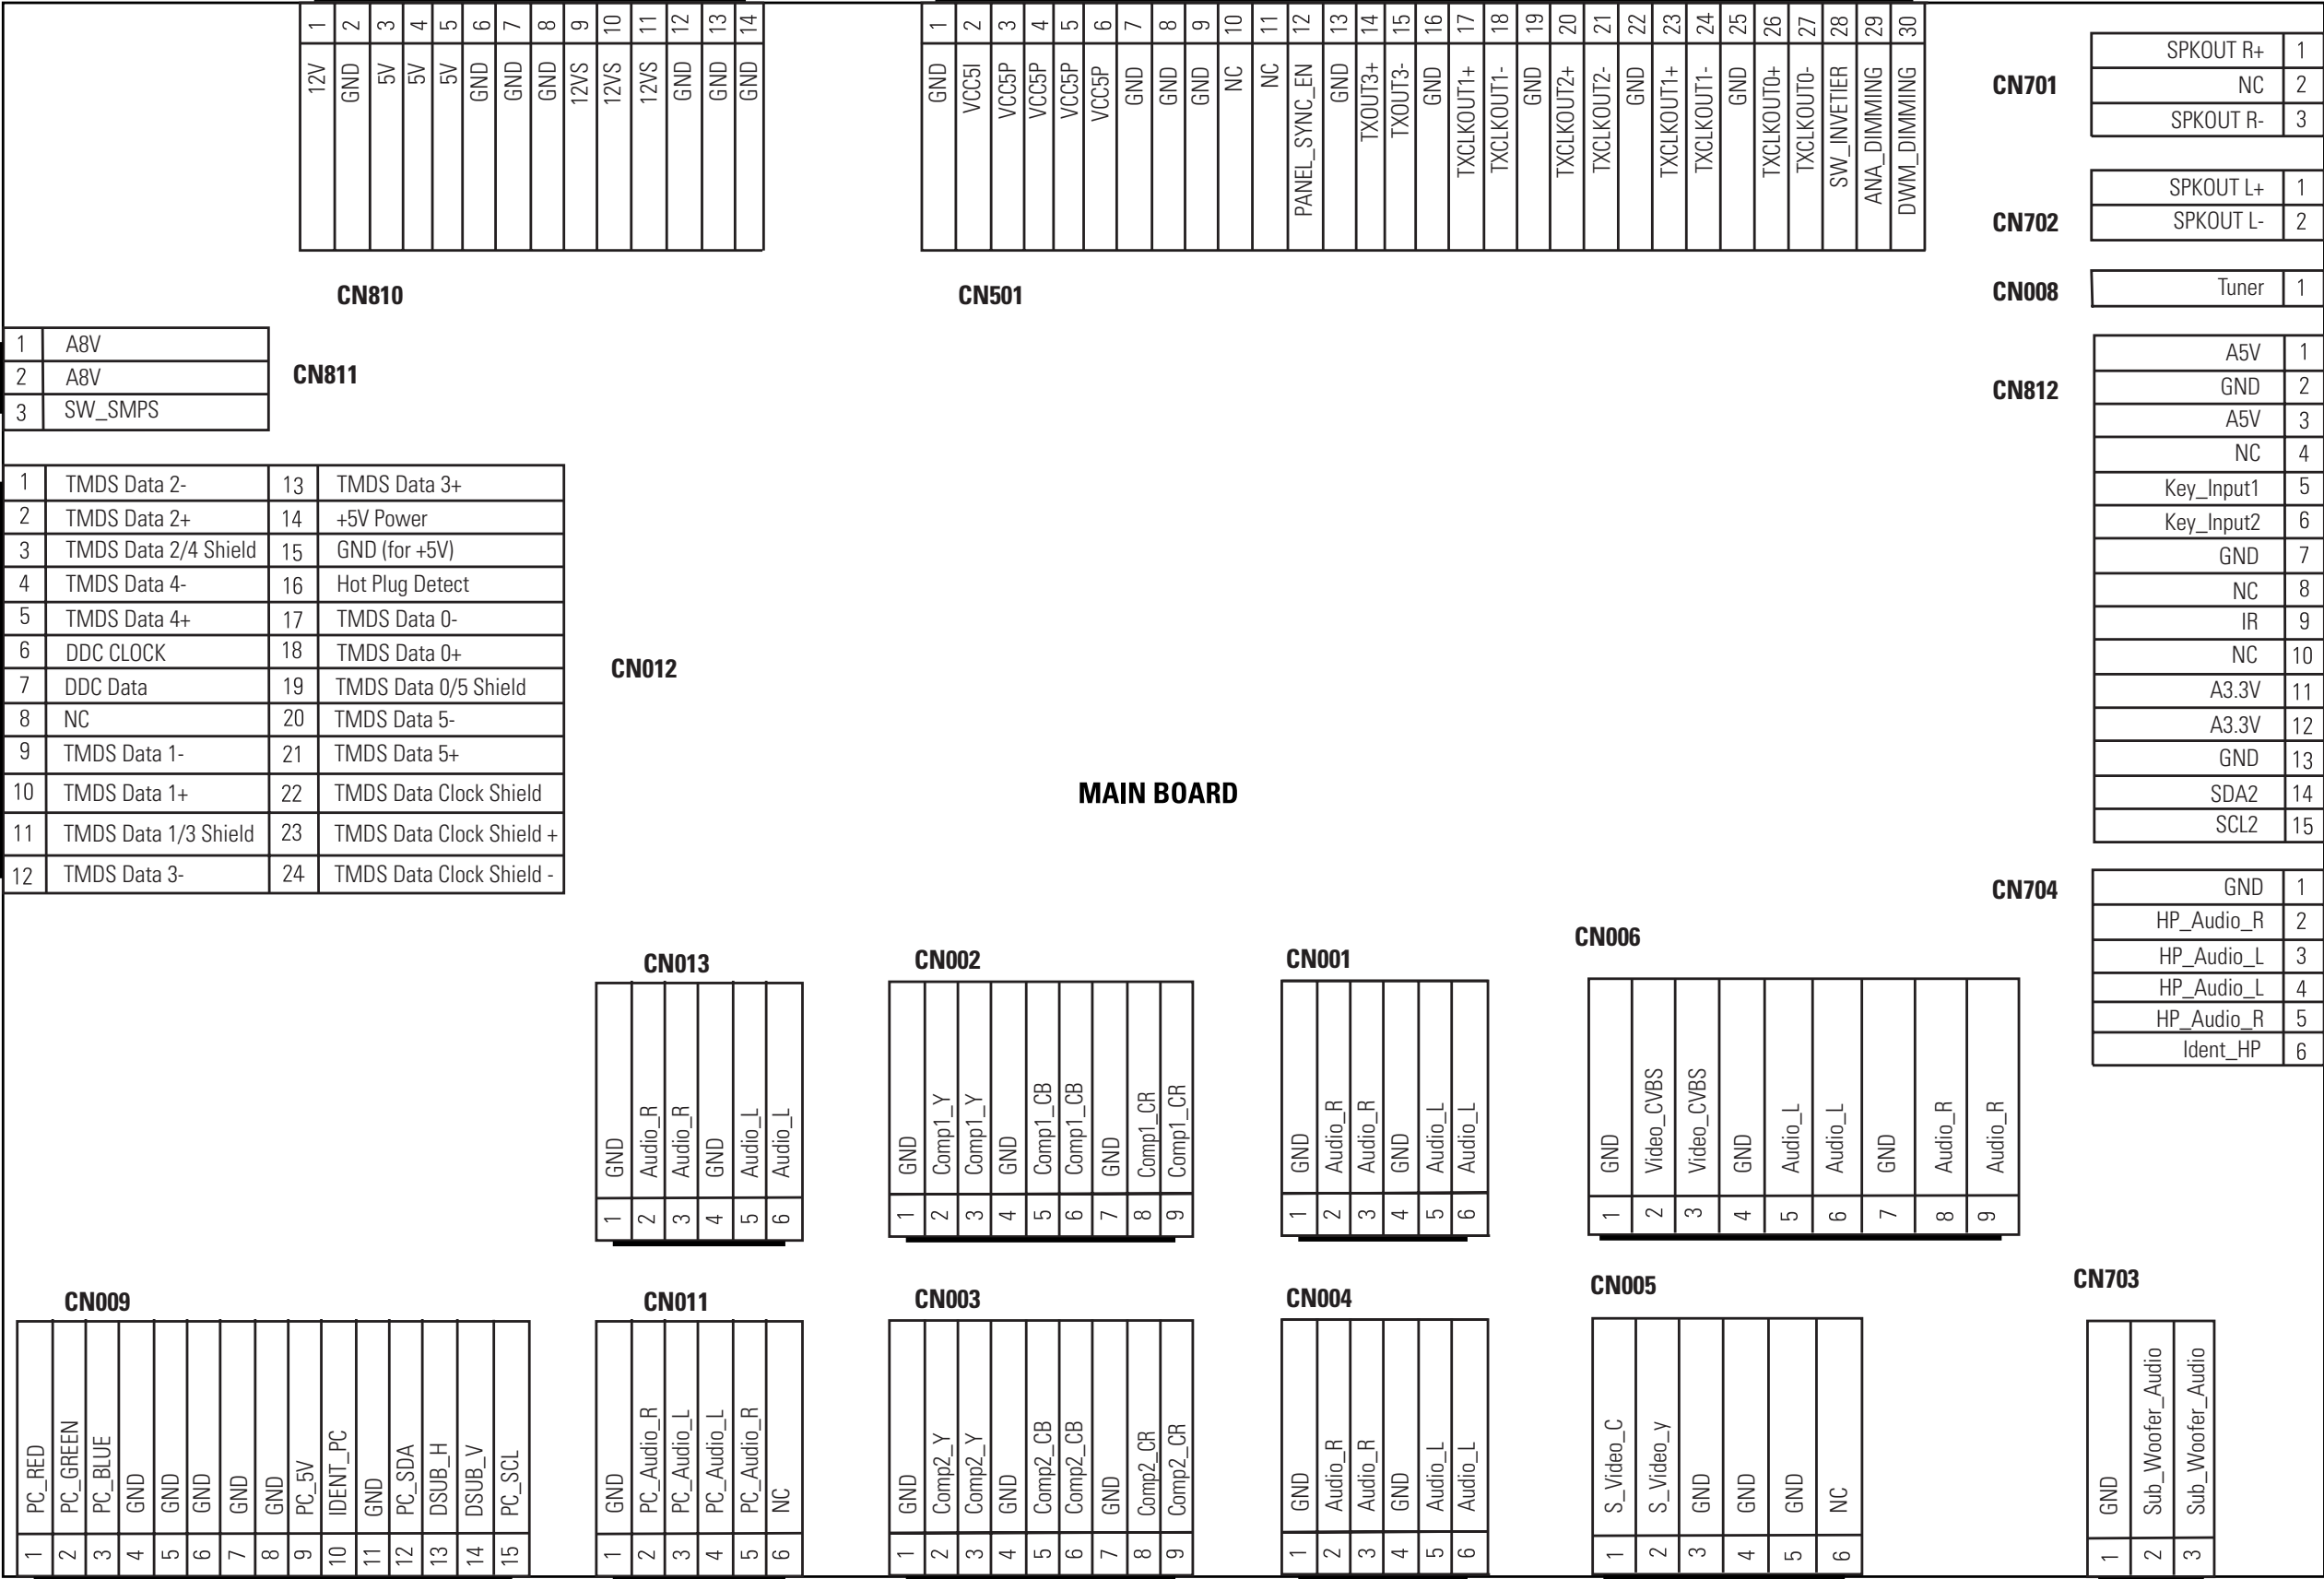 1 12V
2 GND
3 5V
4 5V
5 5V
6 GND
7 GND
8 GND
9 12VS
10 12VS
11 12VS
12 GND
13 GND
14 GND
CN810
1 GND
2 VCC5I
3 VCC5P
4 VCC5P
5 VCC5P
6 VCC5P
7 GND
8 GND
9 GND
10 NC
11 NC
12 PANEL_SYNC_EN
13 GND
14 TXOUT3+
15 TXOUT3-
16 GND
17 TXCLKOUT1+
18 TXCLKOUT1-
19 GND
20 TXCLKOUT2+
21 TXCLKOUT2-
22 GND
23 TXCLKOUT1+
24 TXCLKOUT1-
25 GND
26 TXCLKOUT0+
27 TXCLKOUT0-
28 SW_INVETIER
29 ANA_DIMMING
30 DWM_DIMMING
CN501
CN701
SPKOUT R+ 1
NC 2
SPKOUT R- 3
CN702
SPKOUT L+ 1
SPKOUT L- 2
CN008
Tuner 1
1 A8V
2 A8V
3 SW_SMPS
CN811
CN812
A5V 1
GND 2
A5V 3
NC 4
Key_Input1 5
Key_Input2 6
GND 7
NC 8
IR 9
NC 10
A3.3V 11
A3.3V 12
GND 13
SDA2 14
SCL2 15
1 TMDS Data 2- 13 TMDS Data 3+
2 TMDS Data 2+ 14 +5V Power
3 TMDS Data 2/4 Shield 15 GND (for +5V)
4 TMDS Data 4- 16 Hot Plug Detect
5 TMDS Data 4+ 17 TMDS Data 0-
6 DDC CLOCK 18 TMDS Data 0+
7 DDC Data 19 TMDS Data 0/5 Shield
8 NC 20 TMDS Data 5-
9 TMDS Data 1- 21 TMDS Data 5+
10 TMDS Data 1+ 22 TMDS Data Clock Shield
11 TMDS Data 1/3 Shield 23 TMDS Data Clock Shield +
12 TMDS Data 3- 24 TMDS Data Clock Shield -
CN012
MAIN BOARD
CN704
GND 1
HP_Audio_R 2
HP_Audio_L 3
HP_Audio_L 4
HP_Audio_R 5
Ident_HP 6
CN013
1 GND
2 Audio_R
3 Audio_R
4 GND
5 Audio_L
6 Audio_L
CN002
1 GND
2 Comp1_Y
3 Comp1_Y
4 GND
5 Comp1_CB
6 Comp1_CB
7 GND
8 Comp1_CR
9 Comp1_CR
CN001
1 GND
2 Audio_R
3 Audio_R
4 GND
5 Audio_L
6 Audio_L
CN006
1 GND
2 Video_CVBS
3 Video_CVBS
4 GND
5 Audio_L
6 Audio_L
7 GND
8 Audio_R
9 Audio_R
CN009
1 PC_RED
2 PC_GREEN
3 PC_BLUE
4 GND
5 GND
6 GND
7 GND
8 GND
9 PC_5V
10 IDENT_PC
11 GND
12 PC_SDA
13 DSUB_H
14 DSUB_V
15 PC_SCL
CN011
1 GND
2 PC_Audio_R
3 PC_Audio_L
4 PC_Audio_L
5 PC_Audio_R
6 NC
CN003
1 GND
2 Comp2_Y
3 Comp2_Y
4 GND
5 Comp2_CB
6 Comp2_CB
7 GND
8 Comp2_CR
9 Comp2_CR
CN004
1 GND
2 Audio_R
3 Audio_R
4 GND
5 Audio_L
6 Audio_L
CN005
1 S_Video_C
2 S_Video_y
3 GND
4 GND
5 GND
6 NC
CN703
1 GND
2 Sub_Woofer_Audio
3 Sub_Woofer_Audio